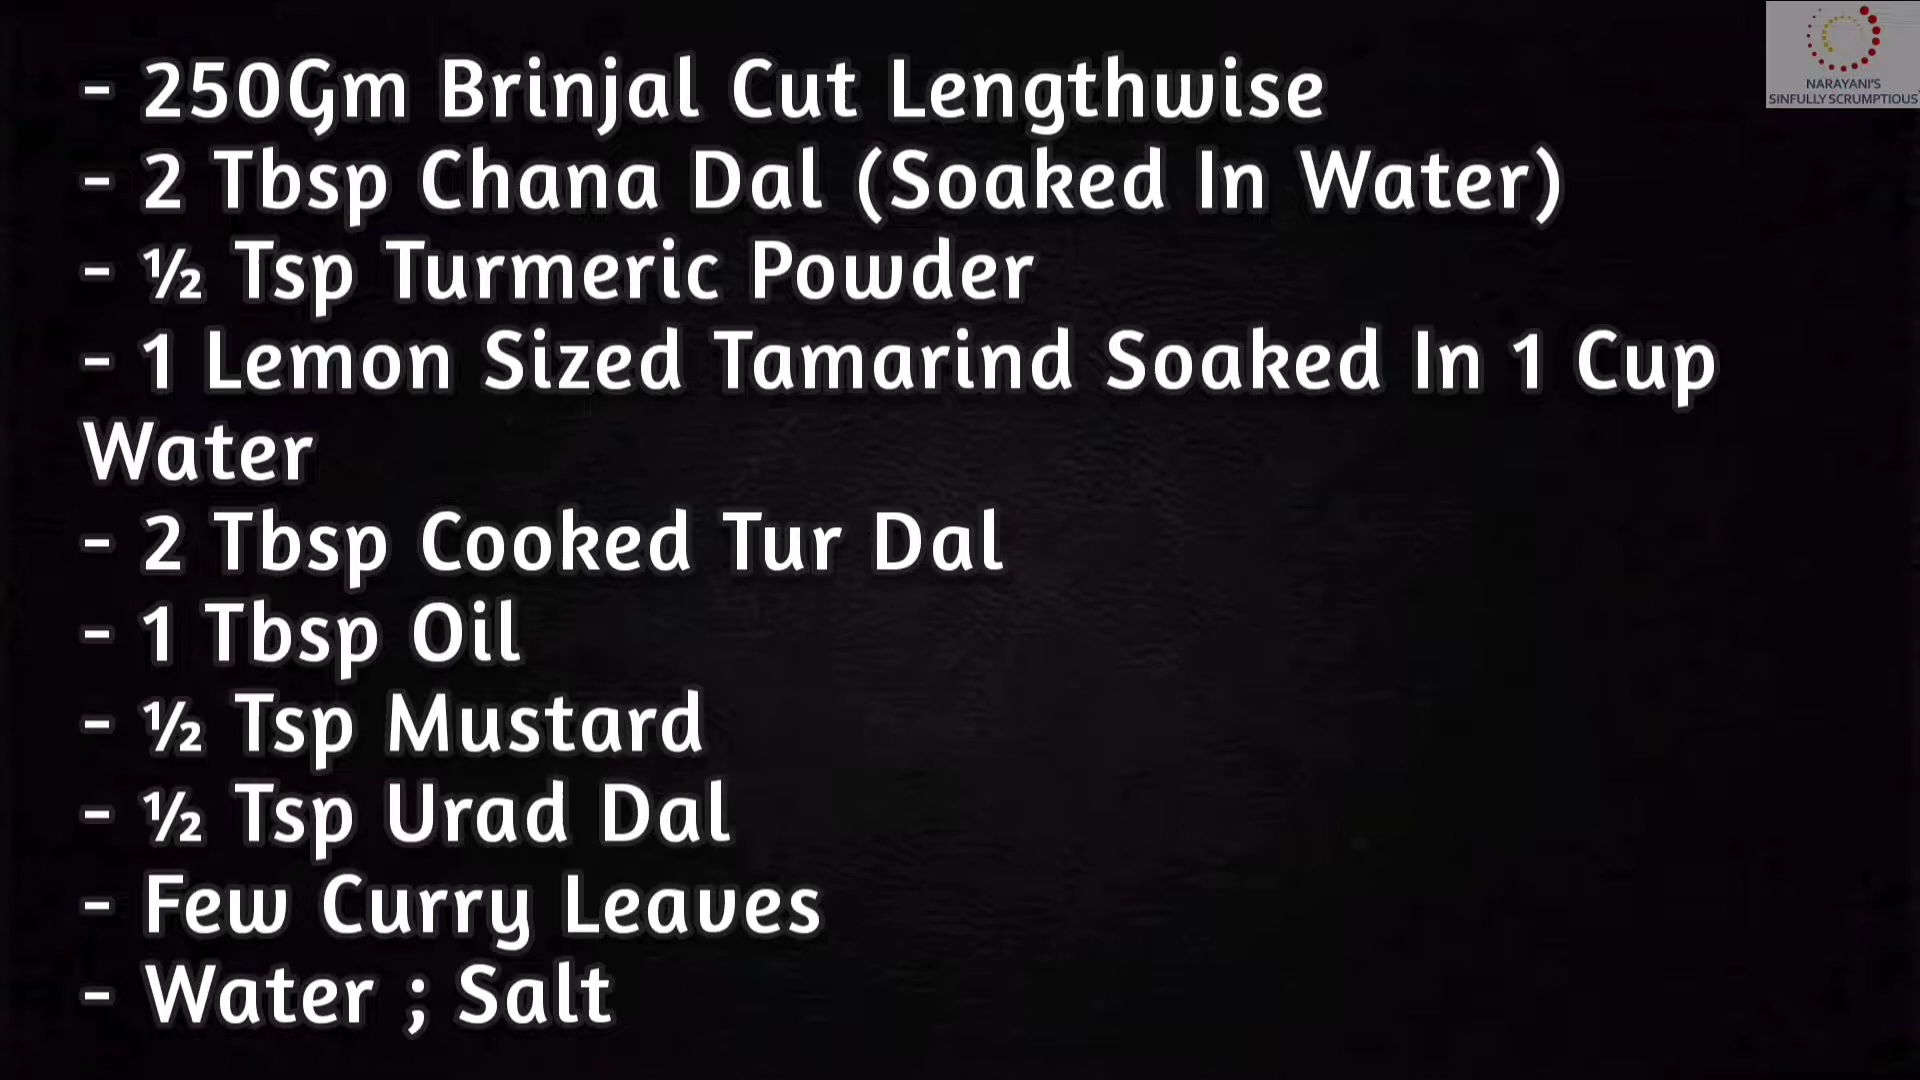 - 250Gm Brinjal Cut Lengthwise
- 2 Tbsp Chana Dal (Soaked In Water)
- ½ Tsp Turmeric Powder
- 1 Lemon Sized Tamarind Soaked In 1 Cup
Water
- 2 Tbsp Cooked Tur Dal
- 1 Tbsp Oil
- ½ Tsp Mustard
- ½ Tsp Urad Dal
- Few Curry Leaves
- Water ; Salt
NARAYANI'S
SINFULLY SCRUMPTIOUS